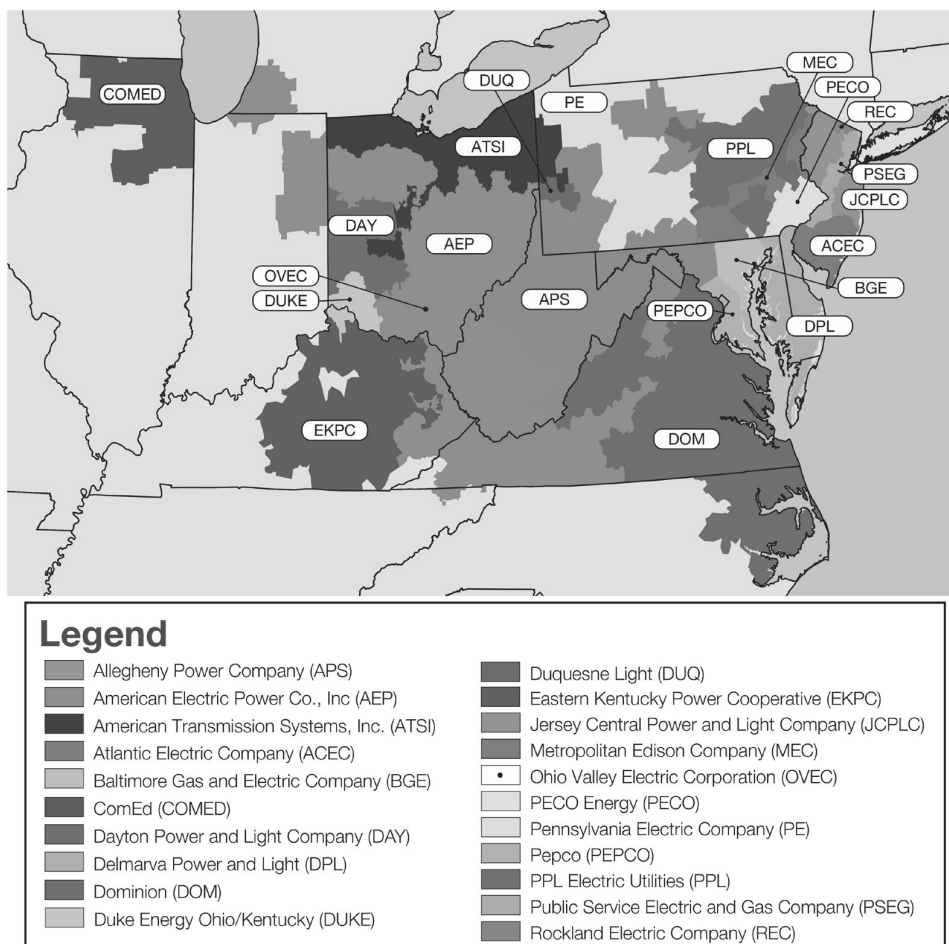 COMED
DUQ
PE
MEC
PECO
REC
ATSI
PPL
PSEG
JCPLC
DAY
AEP
ACEC
OVEC
DUKE
APS
PEPCO
BGE
DPL
EKPC
DOM
Legend
Allegheny Power Company (APS)
American Electric Power Co., Inc (AEP)
American Transmission Systems, Inc. (ATSI)
Atlantic Electric Company (ACEC)
Baltimore Gas and Electric Company (BGE)
ComEd (COMED)
Dayton Power and Light Company (DAY)
Delmarva Power and Light (DPL)
Dominion (DOM)
Duke Energy Ohio/Kentucky (DUKE)
Duquesne Light (DUQ)
Eastern Kentucky Power Cooperative (EKPC)
Jersey Central Power and Light Company (JCPLC)
Metropolitan Edison Company (MEC)
Ohio Valley Electric Corporation (OVEC)
PECO Energy (PECO)
Pennsylvania Electric Company (PE)
Pepco (PEPCO)
PPL Electric Utilities (PPL)
Public Service Electric and Gas Company (PSEG)
Rockland Electric Company (REC)